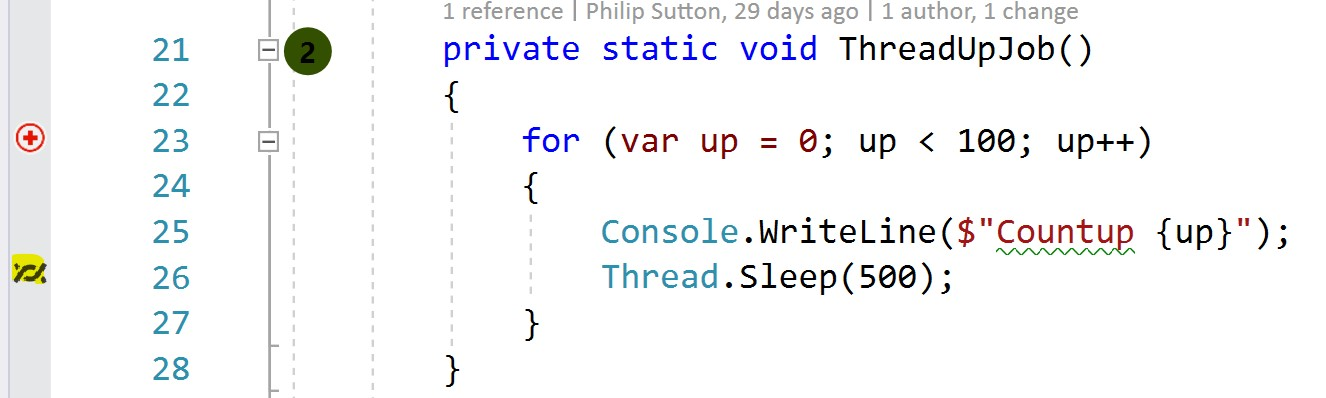 1 reference | Philip Sutton, 29 days ago | 1 author, 1 change
21 2 private static void ThreadUpJob()
22 {
23 for (var up = 0; up < 100; up++)
24 {
25 Console.WriteLine($"Countup {up}");
26 Thread.Sleep(500);
27 }
28 }